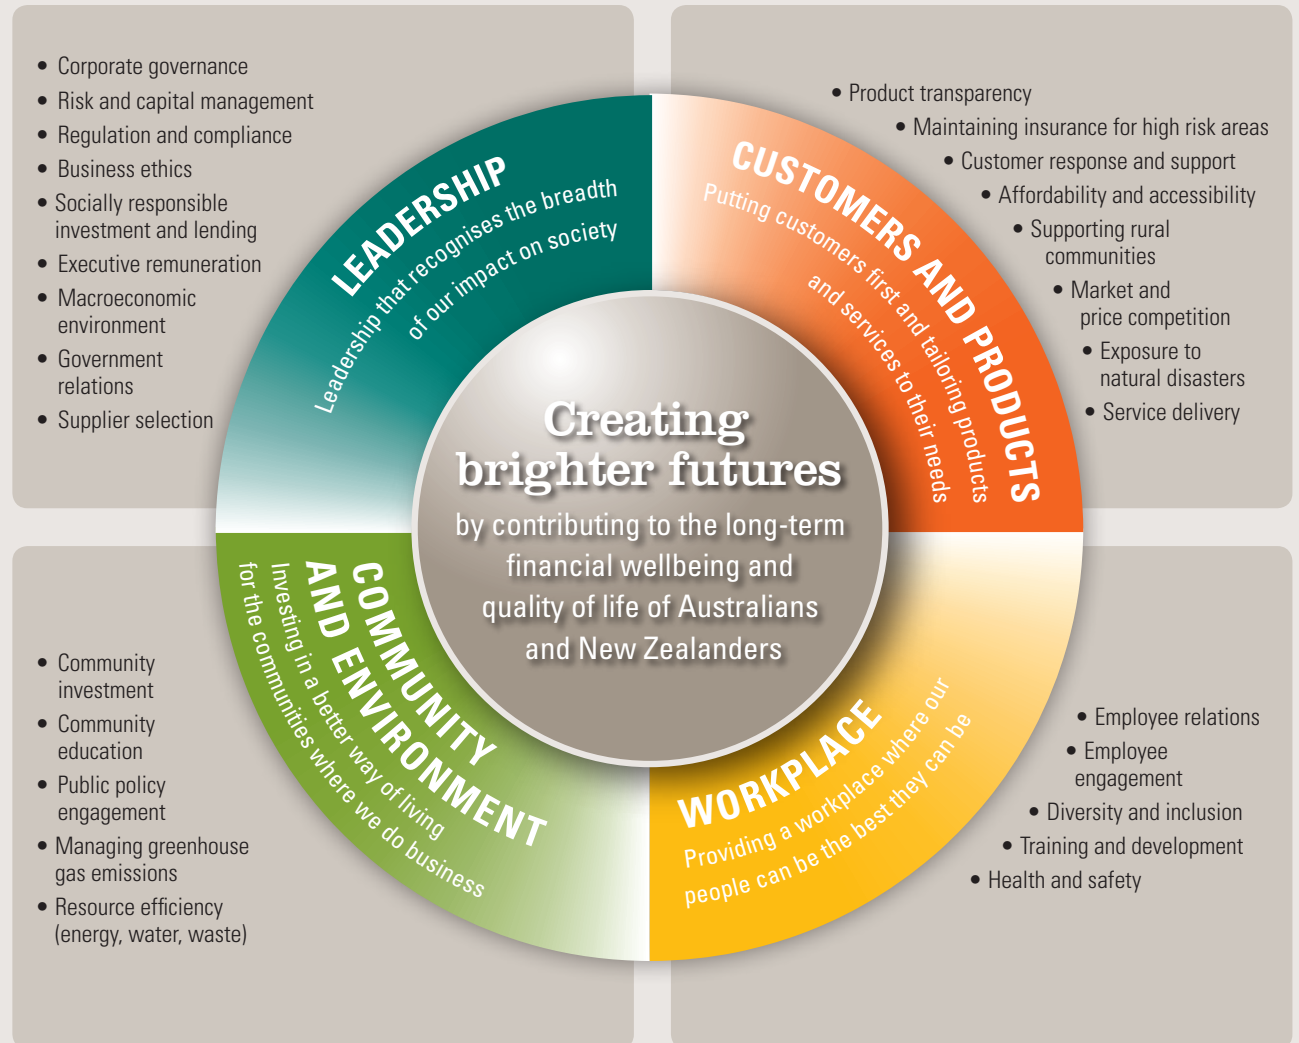 • Corporate governance
• Risk and capital management
• Regulation and compliance
• Business ethics
• Socially responsible
investment and lending
• Executive remuneration
• Macroeconomic
environment
• Government
relations
• Supplier selection
LEADERSHIP
Leadership that recognises the breadth
of our impact on society
CUSTOMERS AND PRODUCTS
Putting customers first and tailoring products
and services to their needs
• Product transparency
• Maintaining insurance for high risk areas
• Customer response and support
• Affordability and accessibility
• Supporting rural
communities
• Market and
price competition
• Exposure to
natural disasters
• Service delivery
Creating
brighter futures
by contributing to the long-term
financial wellbeing and
quality of life of Australians
and New Zealanders
• Community
investment
• Community
education
• Public policy
engagement
• Managing greenhouse
gas emissions
• Resource efficiency
(energy, water, waste)
COMMUNITY
AND ENVIRONMENT
Investing in a better way of living
for the communities where we do business
WORKPLACE
Providing a workplace where our
people can be the best they can be
• Employee relations
• Employee
engagement
• Diversity and inclusion
• Training and development
• Health and safety